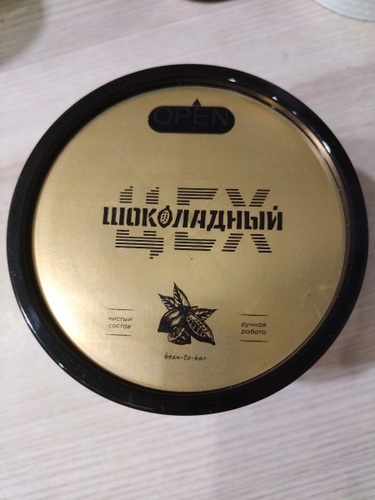 OPEN
ШОКОЛАДНЫЙ
ЦЕХ
чистый
состав
ручная
работа
bean-to-bar